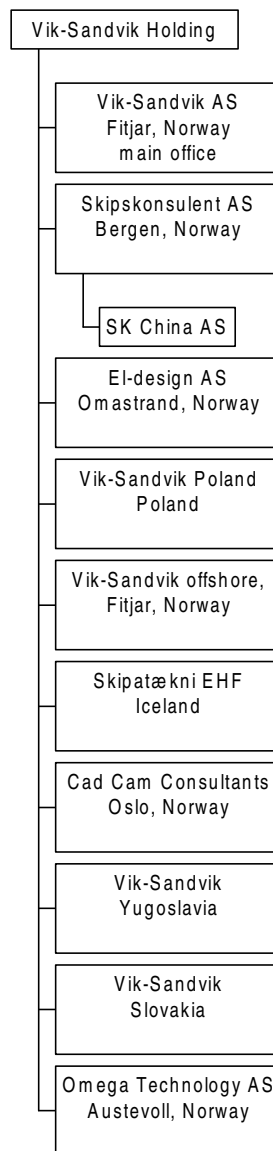 Vik-Sandvik Holding
Vik-Sandvik AS
Fitjar, Norway
main office
Skipskonsulent AS
Bergen, Norway
SK China AS
El-design AS
Omastrand, Norway
Vik-Sandvik Poland
Poland
Vik-Sandvik offshore,
Fitjar, Norway
Skipatækni EHF
Iceland
Cad Cam Consultants
Oslo, Norway
Vik-Sandvik
Yugoslavia
Vik-Sandvik
Slovakia
Omega Technology AS
Austevoll, Norway